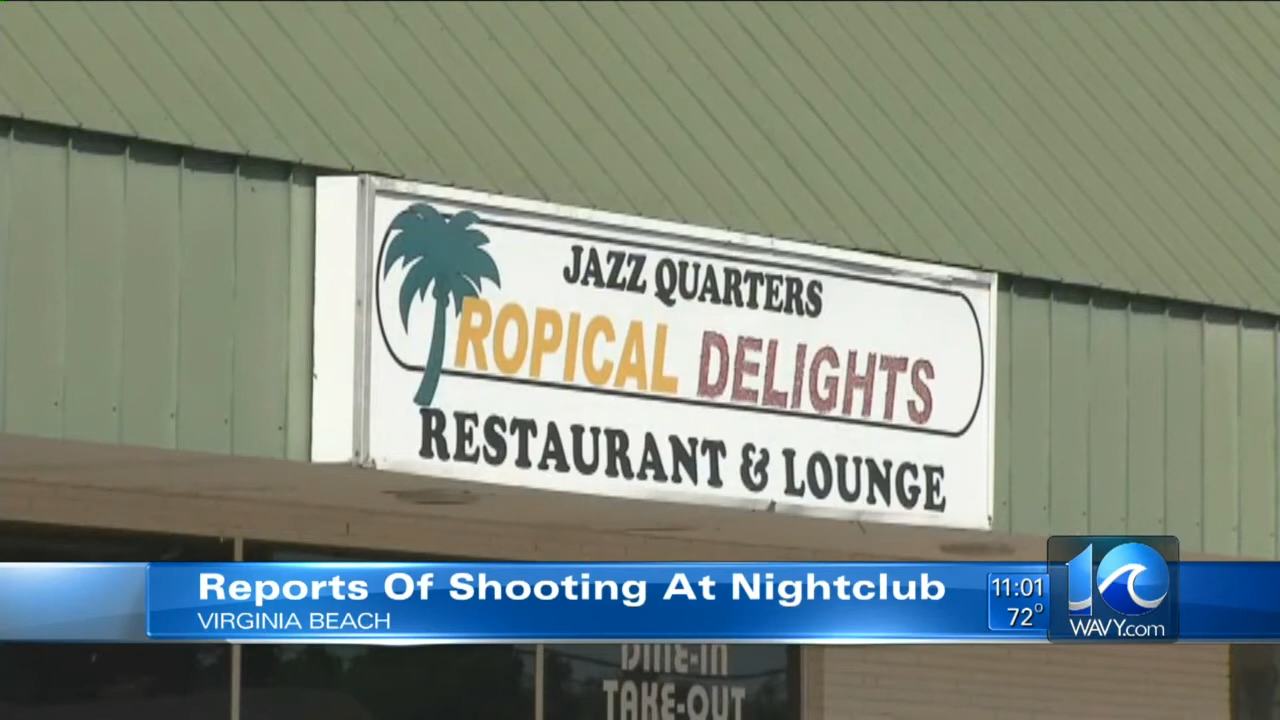 JAZZ QUARTERS
ROPICAL DELIGHTS
RESTAURANT & LOUNGE
Reports Of Shooting At Nightclub
VIRGINIA BEACH
11:01
72°
10
WAVY.com
DINE-IN
TAKE-OUT